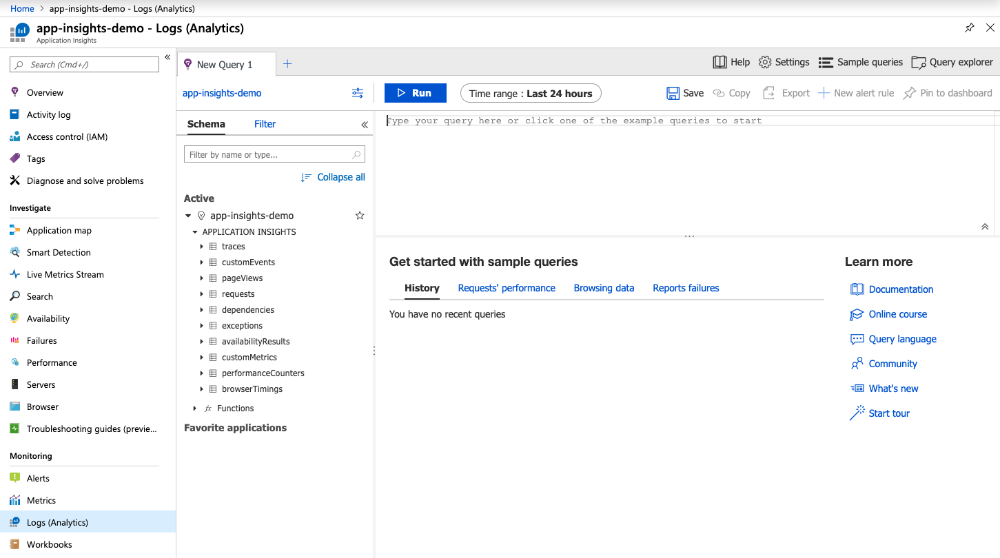 Home > app-insights-demo - Logs (Analytics)
app-insights-demo - Logs (Analytics)
Application Insights
Search (Cmd+/)
Overview
Activity log
Access control (IAM)
Tags
Diagnose and solve problems
Investigate
Application map
Smart Detection
Live Metrics Stream
Search
Availability
Failures
Performance
Servers
Browser
Troubleshooting guides (previe...
Monitoring
Alerts
Metrics
Logs (Analytics)
Workbooks
New Query 1
Help
Settings
Sample queries
Query explorer
app-insights-demo
Run
Time range : Last 24 hours
Save
Copy
Export
New alert rule
Pin to dashboard
Schema
Filter
Filter by name or type...
Collapse all
Active
app-insights-demo
APPLICATION INSIGHTS
traces
customEvents
pageViews
requests
dependencies
exceptions
availabilityResults
customMetrics
performanceCounters
browserTimings
fx Functions
Favorite applications
Type your query here or click one of the example queries to start
Get started with sample queries
History
Requests' performance
Browsing data
Reports failures
You have no recent queries
Learn more
Documentation
Online course
Query language
Community
What's new
Start tour